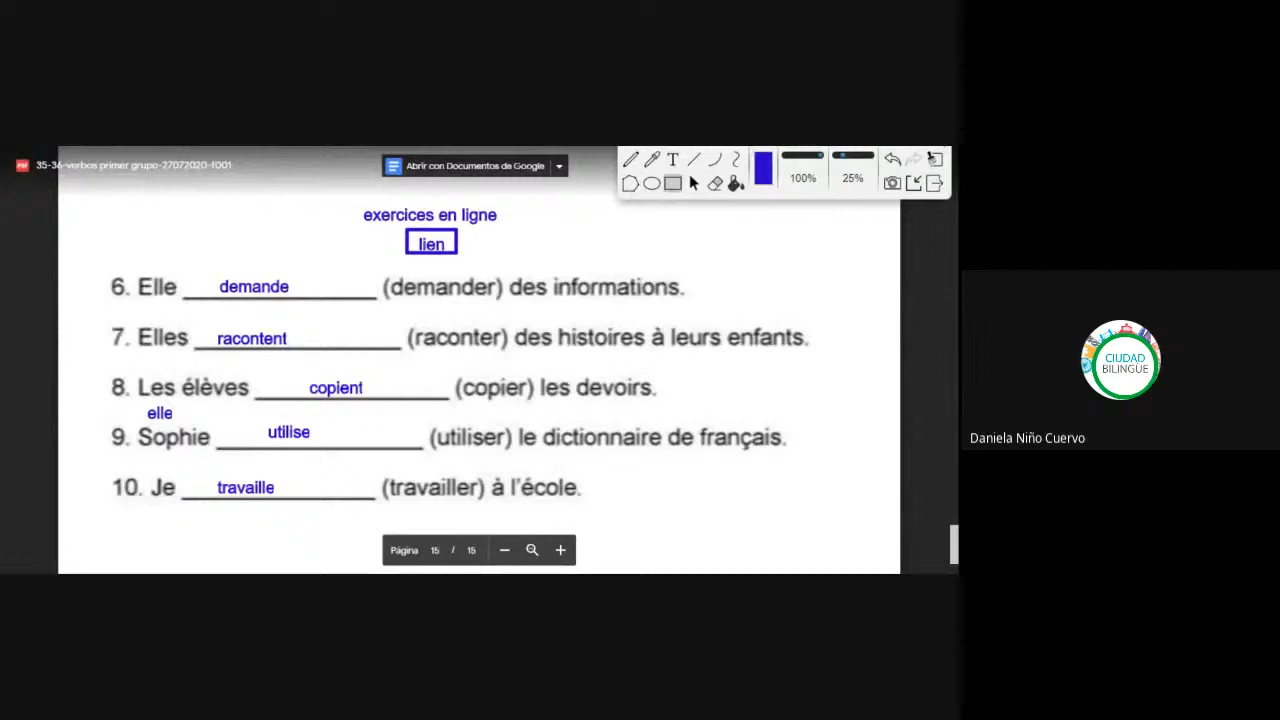 35-36-verbos primer grupo-27072020-f001
Abrir con Documentos de Google
T
100%
25%
exercices en ligne
lien
6. Elle demande (demander) des informations.
7. Elles racontent (raconter) des histoires à leurs enfants.
8. Les élèves copient (copier) les devoirs.
elle
9. Sophie utilise (utiliser) le dictionnaire de français.
10. Je travaille (travailler) à l'école.
Página 15 / 15
CIUDAD
BILINGÜE
Daniela Niño Cuervo